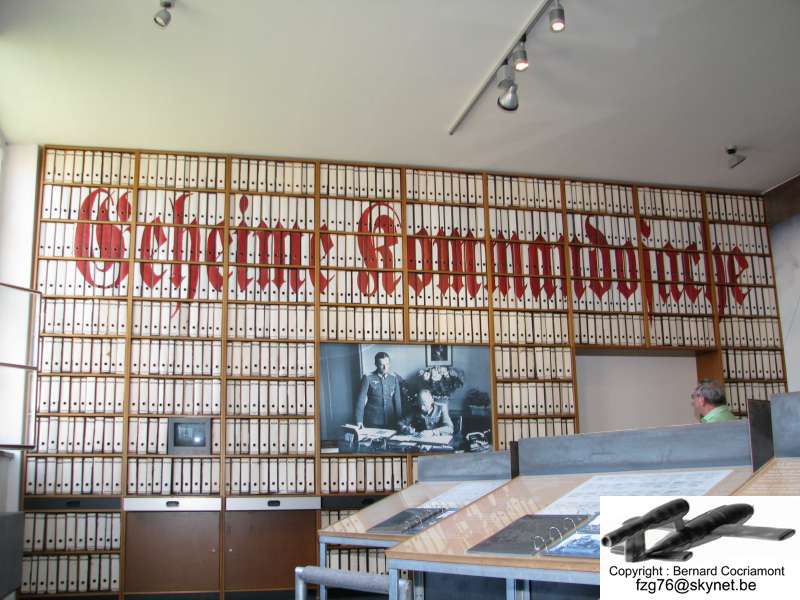 Geheime Kommandosache
Copyright : Bernard Cocriamont
fzg76@skynet.be